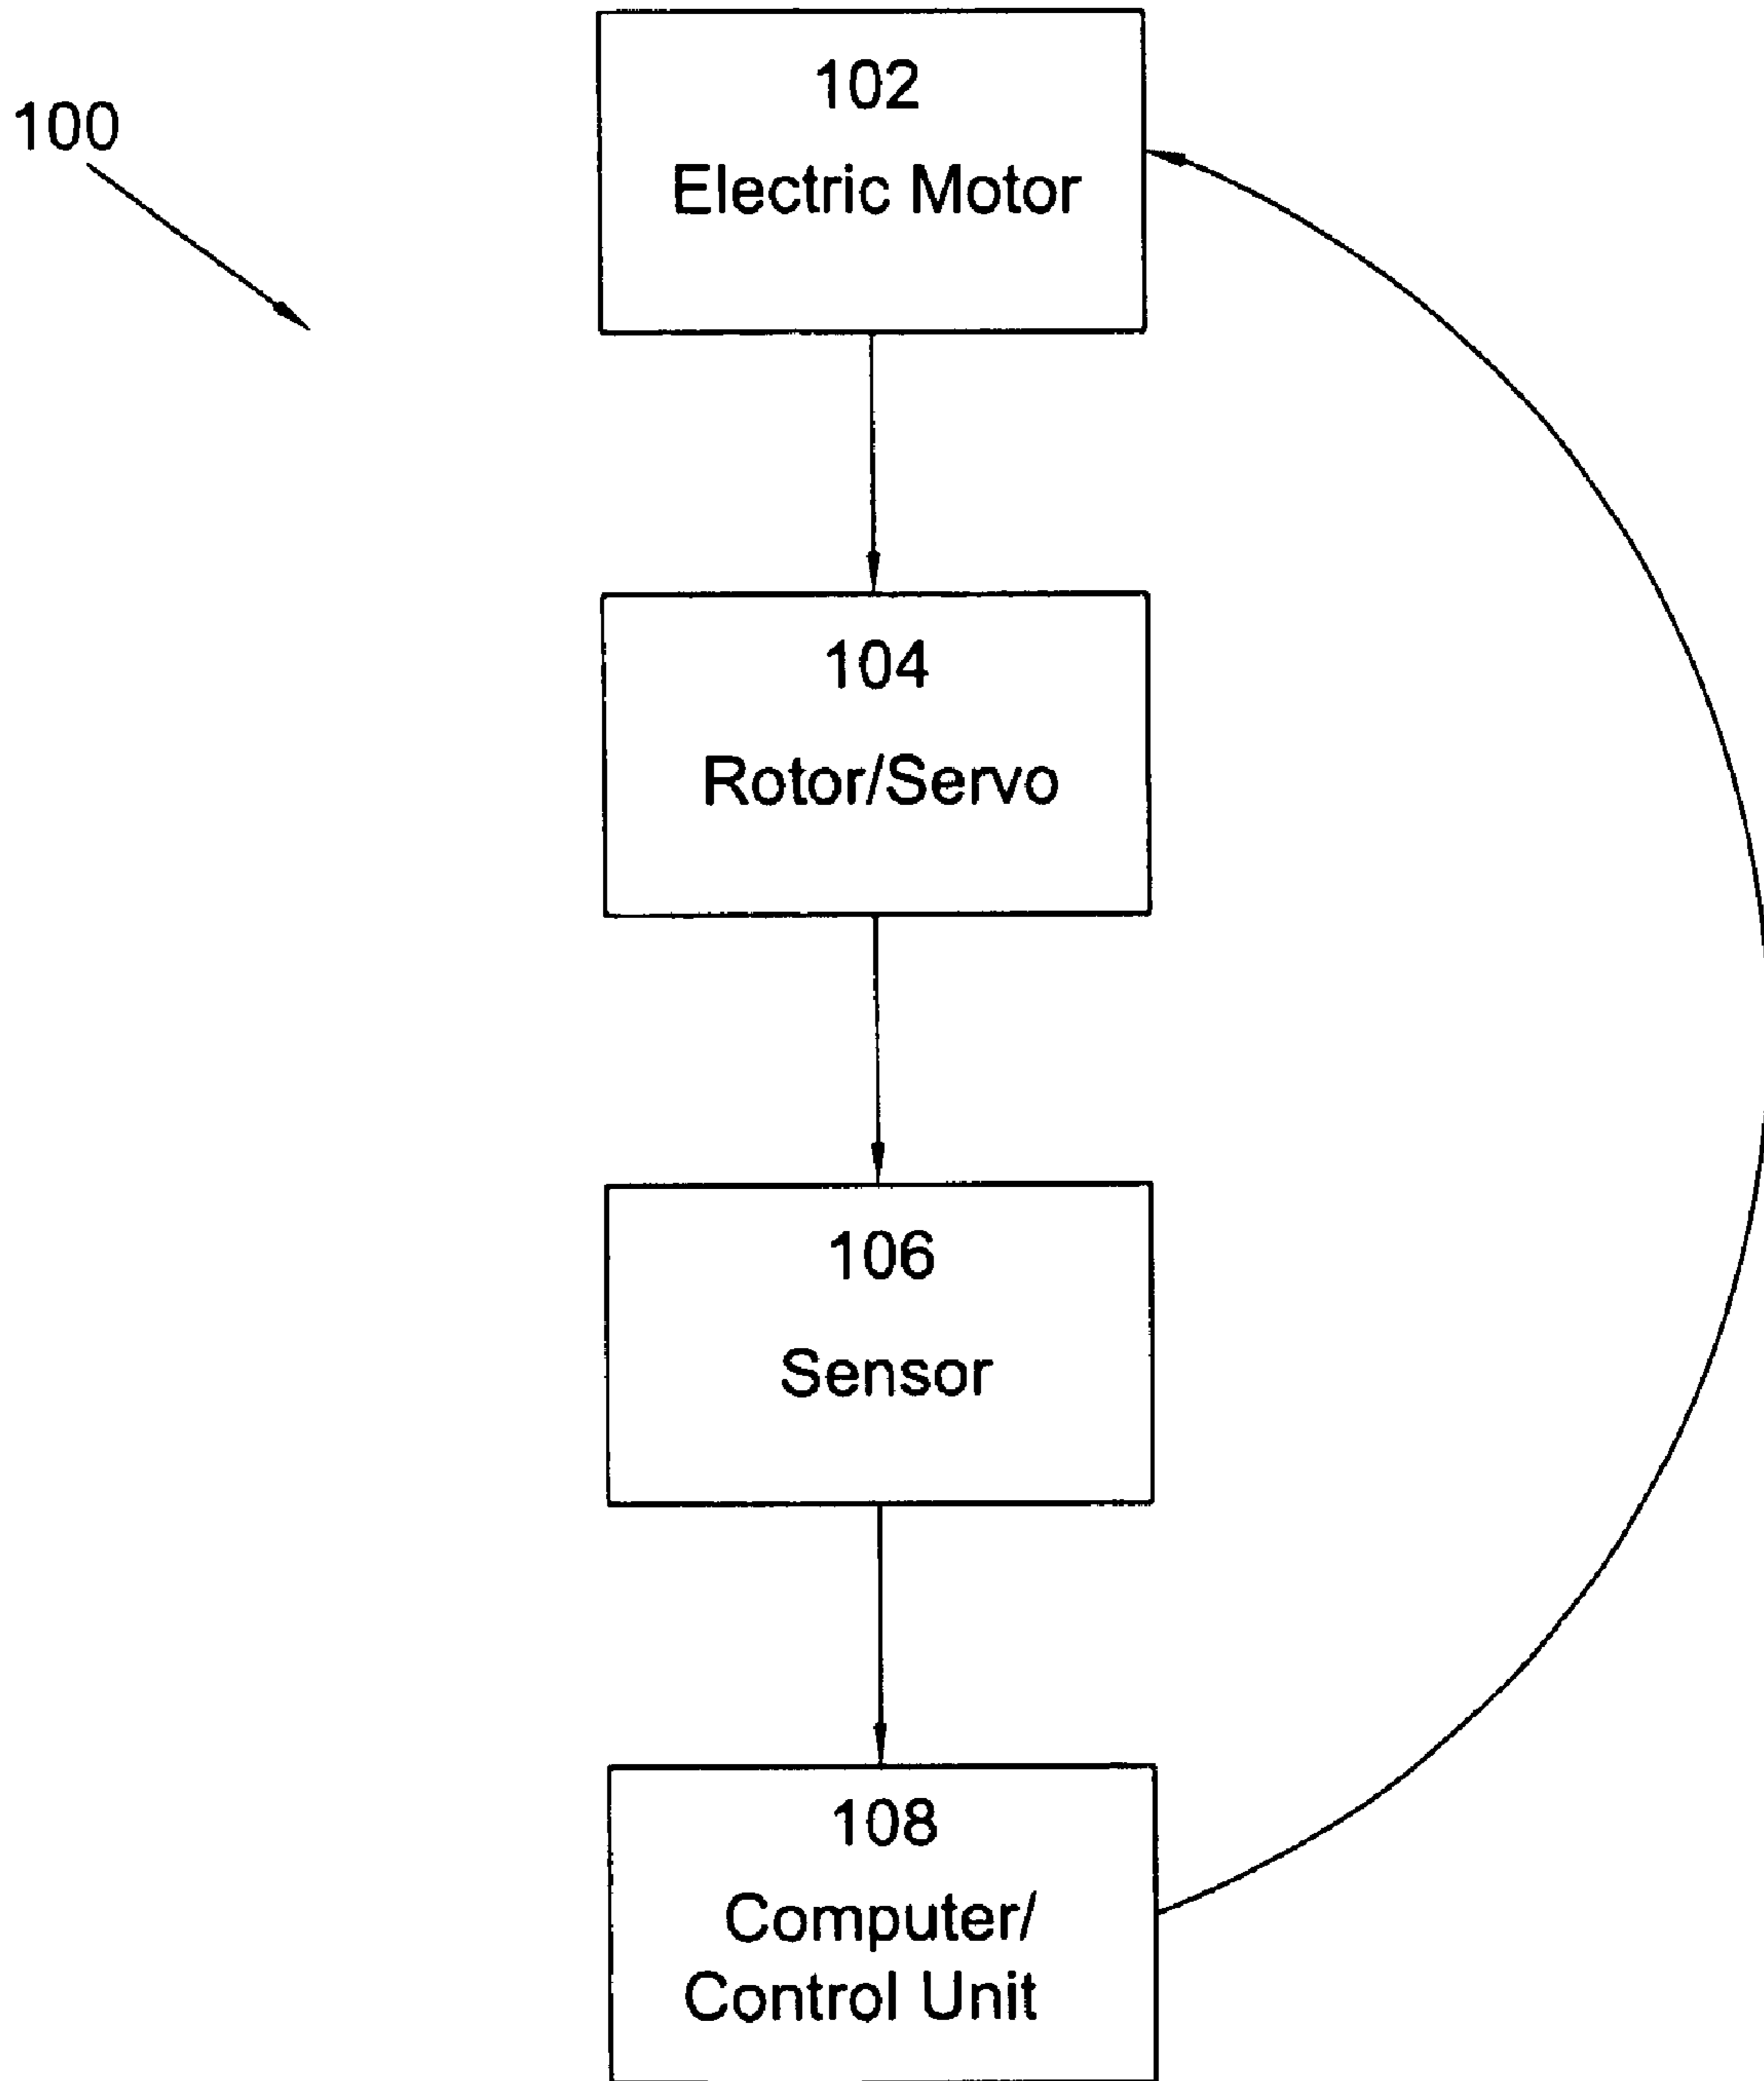 100
102
Electric Motor
104
Rotor/Servo
106
Sensor
108
Computer/
Control Unit